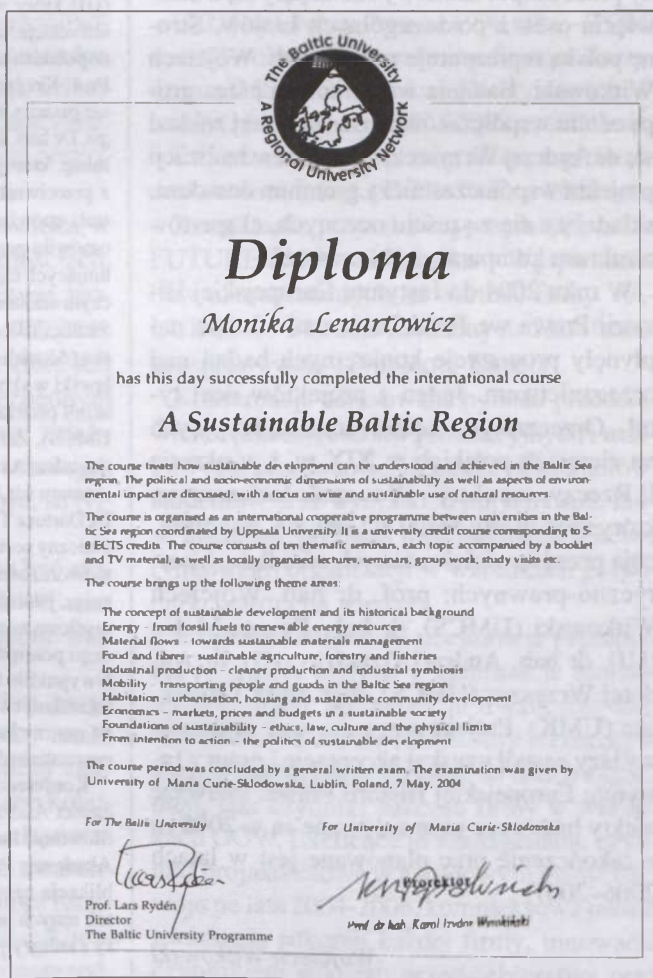 The Baltic University
A Regional University Network
Diploma
Monika Lenartowicz
has this day successfully completed the international course
A Sustainable Baltic Region
The course treats how sustainable development can be understood and achieved in the Baltic Sea
region. The political and socio-economic dimensions of sustainability as well as aspects of environ-
mental impact are discussed, with a focus on wise and sustainable use of natural resources.
The course is organised as an international cooperative programme between universities in the Bal-
tic Sea region coordinated by Uppsala University. It is a university credit course corresponding to 5-
8 ECTS credits. The course consists of ten thematic seminars, each topic accompanied by a booklet
and TV material, as well as locally organised lectures, seminars, group work, study visits etc.
The course brings up the following theme areas:
The concept of sustainable development and its historical background
Energy - from fossil fuels to renewable energy resources
Material flows - towards sustainable materials management
Food and fibres - sustainable agriculture, forestry and fisheries
Industrial production - cleaner production and industrial symbiosis
Mobility - transporting people and goods in the Baltic Sea region
Habitation - urbanisation, housing and sustainable community development
Economics - markets, prices and budgets in a sustainable society
Foundations of sustainability - ethics, law, culture and the physical limits
From intention to action - the politics of sustainable development
The course period was concluded by a general written exam. The examination was given by
University of Maria Curie-Sklodowska, Lublin, Poland, 7 May, 2004
For The Baltic University
For University of Maria Curie-Sklodowska
Lars Rydén
Prof. Lars Rydén
Director
The Baltic University Programme
Prof. dr hab. Karol